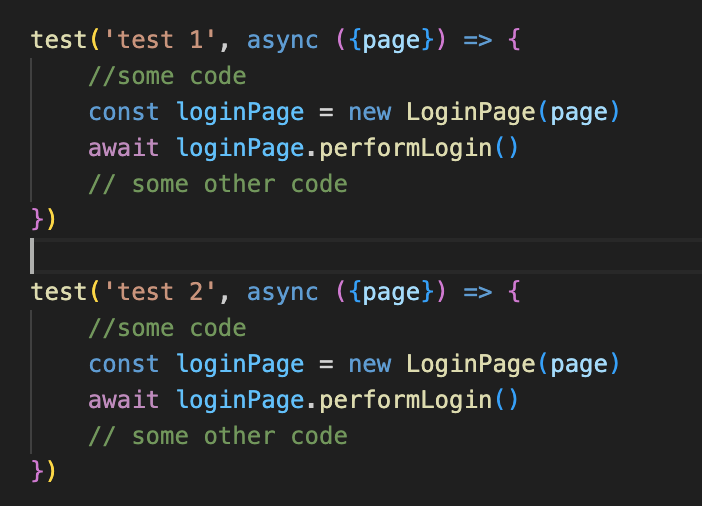 test('test 1', async ({page}) => {
    //some code
    const loginPage = new LoginPage(page)
    await loginPage.performLogin()
    // some other code
})
test('test 2', async ({page}) => {
    //some code
    const loginPage = new LoginPage(page)
    await loginPage.performLogin()
    // some other code
})